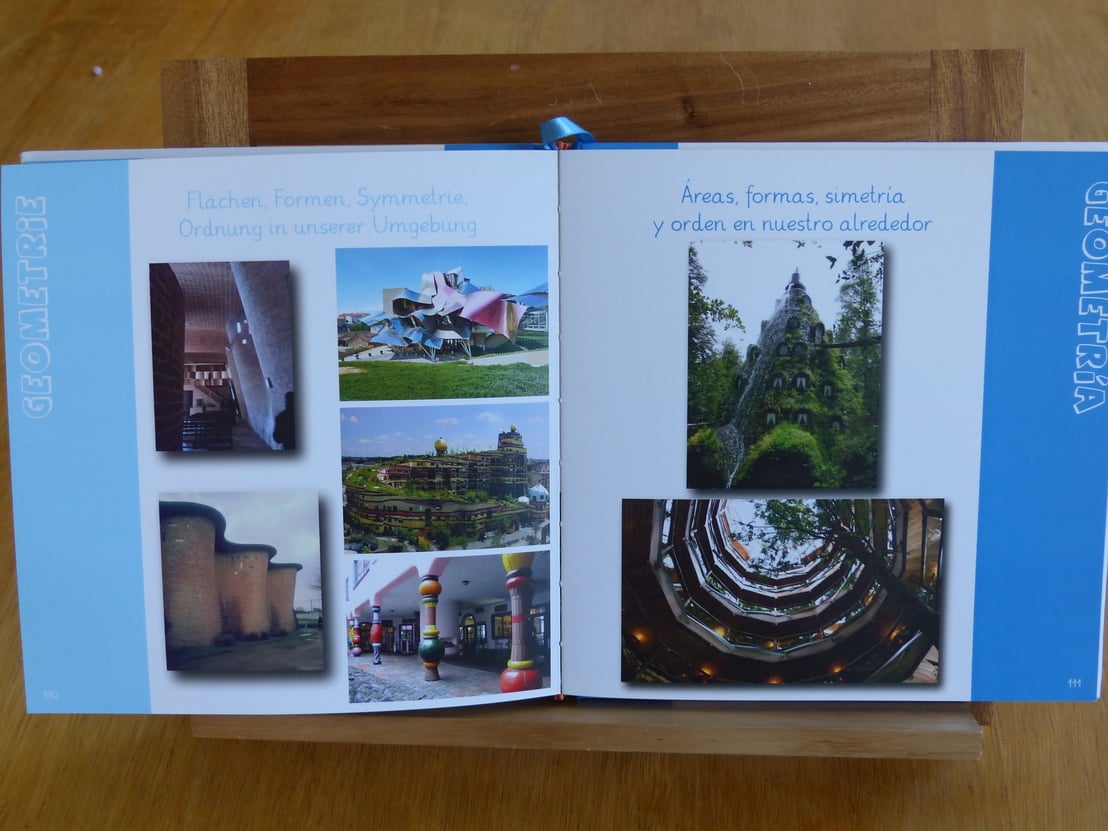 GEOMETRIE
Flächen, Formen, Symmetrie,
Ordnung in unserer Umgebung
110
Áreas, formas, simetría
y orden en nuestro alrededor
GEOMETRÍA
111